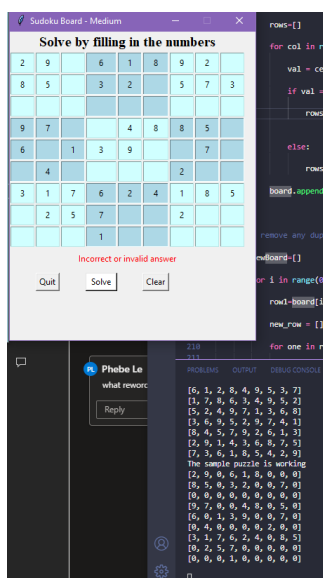 Sudoku Board - Medium
Solve by filling in the numbers
2 9 6 1 8 9 2
8 5 3 2 5 7 3
9 7 4 8 8 5
6 1 3 9 7
4 2
3 1 7 6 2 4 1 8 5
2 5 7 2
1
Incorrect or invalid answer
Quit Solve Clear
rows=[]
for col in r
val = ce
if val =
rows
else:
rows
board.appen
remove any dup
ewBoard=[]
or i in range(0
row1=board[i
new_row = []
210
for one in r
211
PL Phebe Le
what reword
Reply
PROBLEMS OUTPUT DEBUG CONSOLE
[6, 1, 2, 8, 4, 9, 5, 3, 7]
[1, 7, 8, 6, 3, 4, 9, 5, 2]
[5, 2, 4, 9, 7, 1, 3, 6, 8]
[3, 6, 9, 5, 2, 9, 7, 4, 1]
[8, 4, 5, 7, 9, 2, 6, 1, 3]
[2, 9, 1, 4, 3, 6, 8, 7, 5]
[7, 3, 6, 1, 8, 5, 4, 2, 9]
The sample puzzle is working
[2, 9, 0, 6, 1, 8, 0, 0, 0]
[8, 5, 0, 3, 2, 0, 0, 7, 0]
[0, 0, 0, 0, 0, 0, 0, 0, 0]
[9, 7, 0, 0, 4, 8, 0, 5, 0]
[6, 0, 1, 3, 9, 0, 0, 7, 0]
[0, 4, 0, 0, 0, 0, 2, 0, 0]
[3, 1, 7, 6, 2, 4, 0, 8, 5]
[0, 2, 5, 7, 0, 0, 0, 0, 0]
[0, 0, 0, 1, 0, 0, 0, 0, 0]